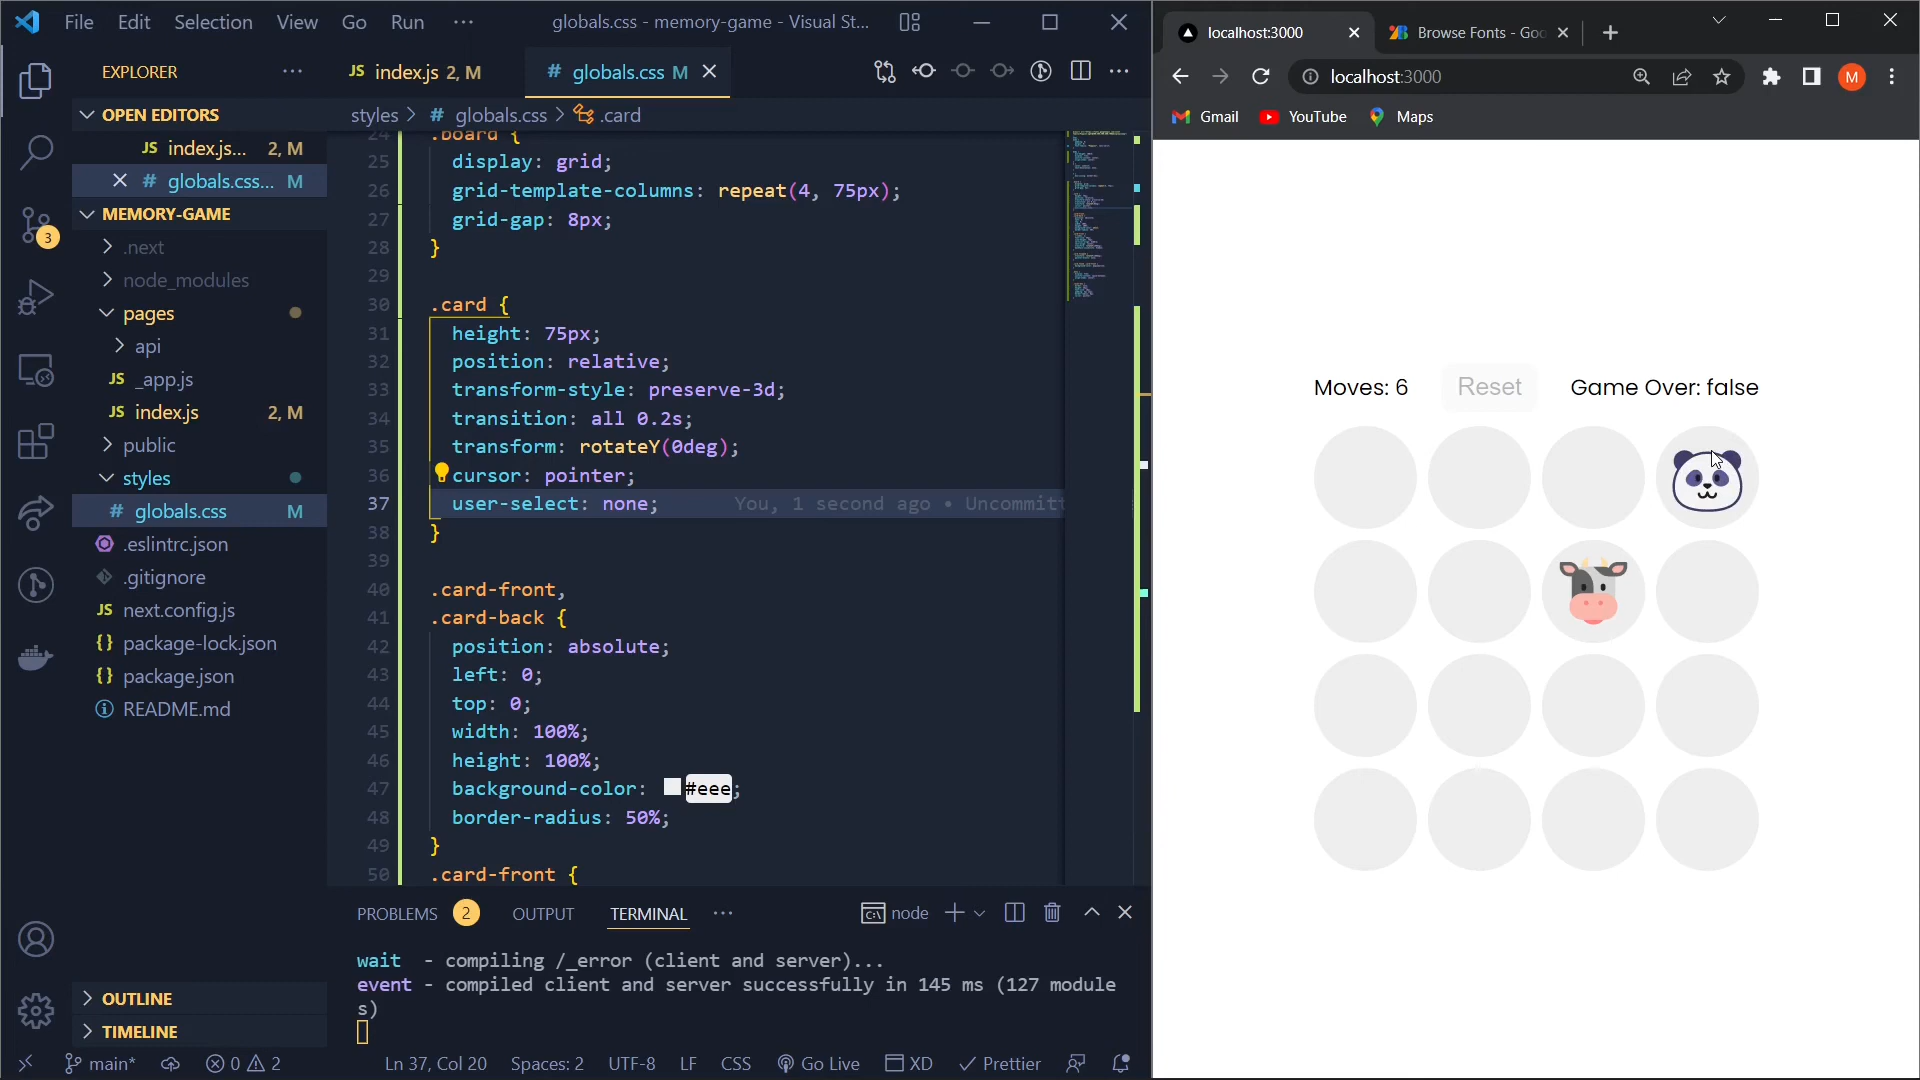 File Edit Selection View Go Run ···
globals.css - memory-game - Visual St...
EXPLORER ···
OPEN EDITORS
JS index.js... 2, M
# globals.css... M
MEMORY-GAME
.next
node_modules
pages
api
JS _app.js
JS index.js 2, M
public
styles
# globals.css M
.eslintrc.json
.gitignore
JS next.config.js
{} package-lock.json
{} package.json
README.md
OUTLINE
TIMELINE
3
JS index.js 2, M
# globals.css M
styles > # globals.css > .card
24 .board {
25 display: grid;
26 grid-template-columns: repeat(4, 75px);
27 grid-gap: 8px;
28 }
29
30 .card {
31 height: 75px;
32 position: relative;
33 transform-style: preserve-3d;
34 transition: all 0.2s;
35 transform: rotateY(0deg);
36 cursor: pointer;
37 user-select: none; You, 1 second ago • Uncommitt
38 }
39
40 .card-front,
41 .card-back {
42 position: absolute;
43 left: 0;
44 top: 0;
45 width: 100%;
46 height: 100%;
47 background-color: #eee;
48 border-radius: 50%;
49 }
50 .card-front {
PROBLEMS 2 OUTPUT TERMINAL ··· node
wait - compiling /_error (client and server)...
event - compiled client and server successfully in 145 ms (127 module
s)
main* 0 2 Ln 37, Col 20 Spaces: 2 UTF-8 LF CSS Go Live XD Prettier
localhost:3000
Browse Fonts - Goo
localhost:3000
M
Gmail YouTube Maps
Moves: 6 Reset Game Over: false